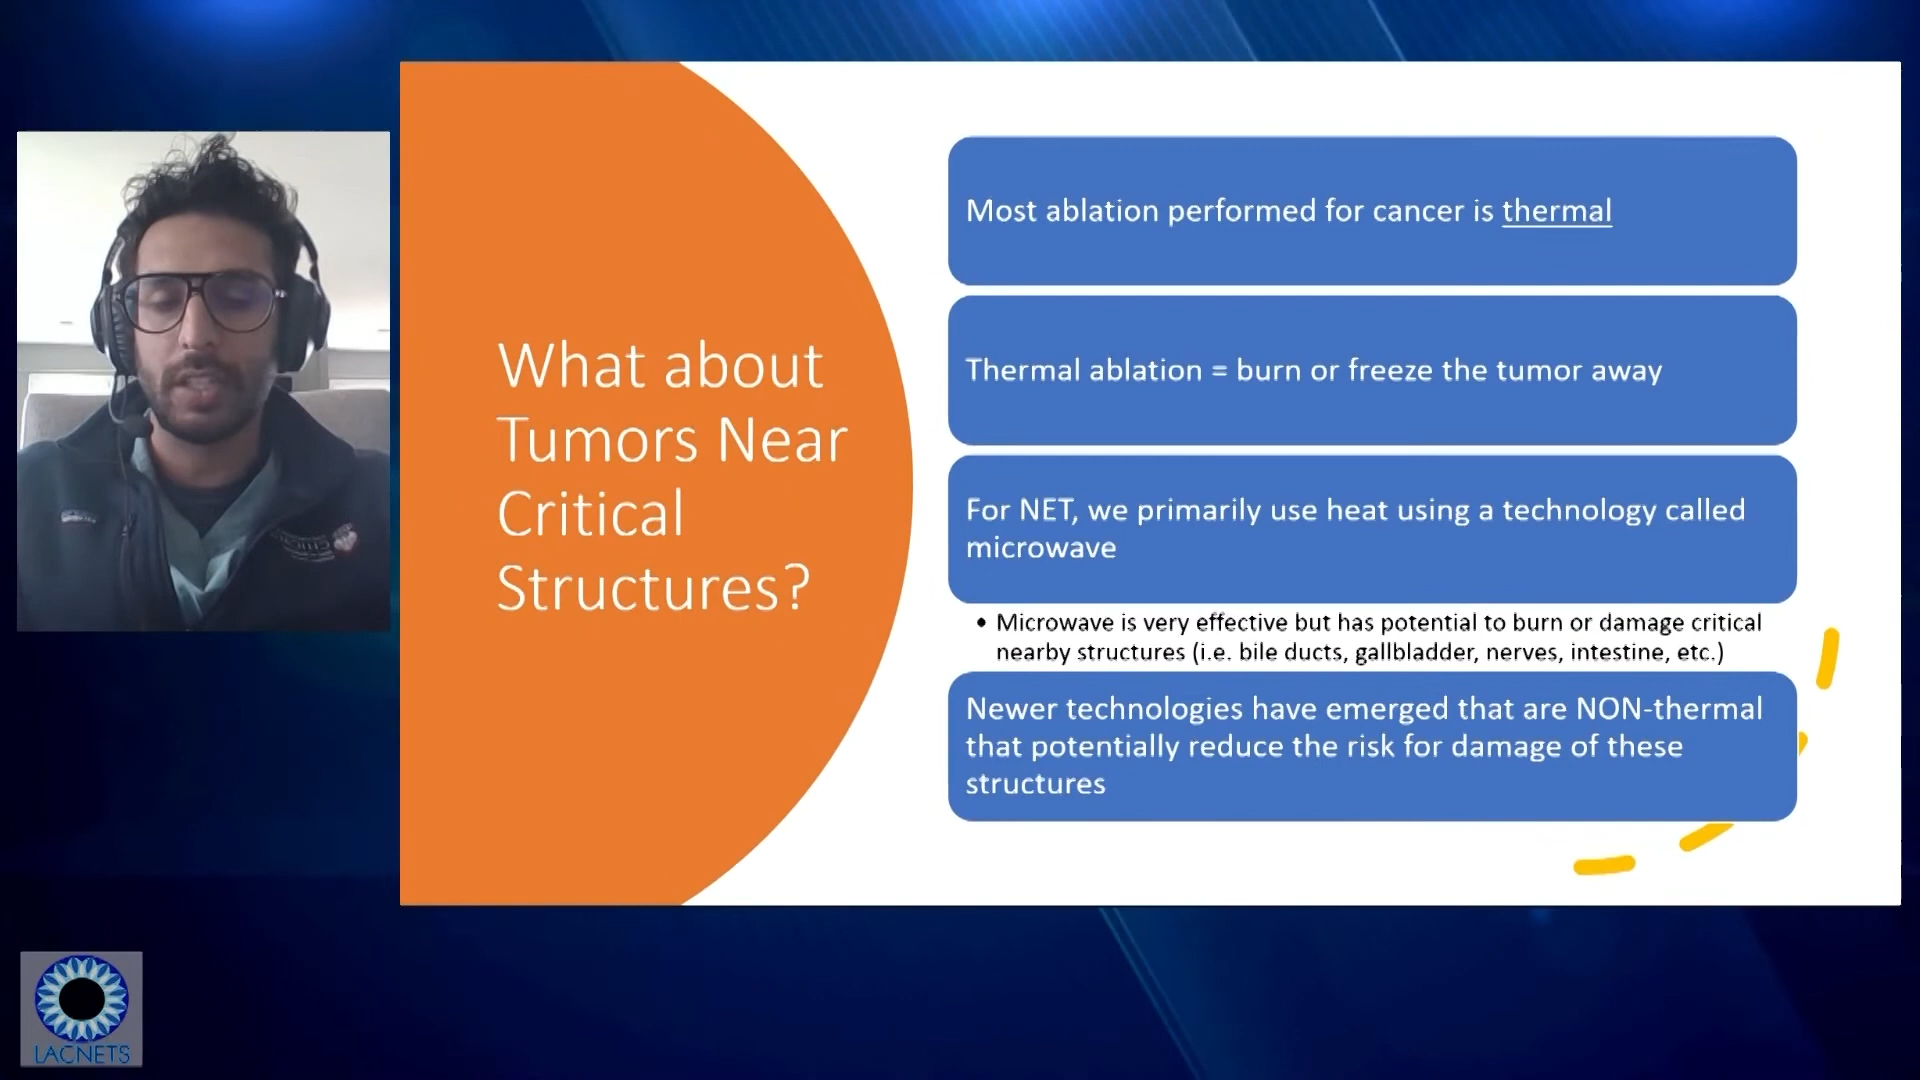 What about
Tumors Near
Critical
Structures?
Most ablation performed for cancer is thermal
Thermal ablation = burn or freeze the tumor away
For NET, we primarily use heat using a technology called
microwave
• Microwave is very effective but has potential to burn or damage critical
nearby structures (i.e. bile ducts, gallbladder, nerves, intestine, etc.)
Newer technologies have emerged that are NON-thermal
that potentially reduce the risk for damage of these
structures
LACNETS